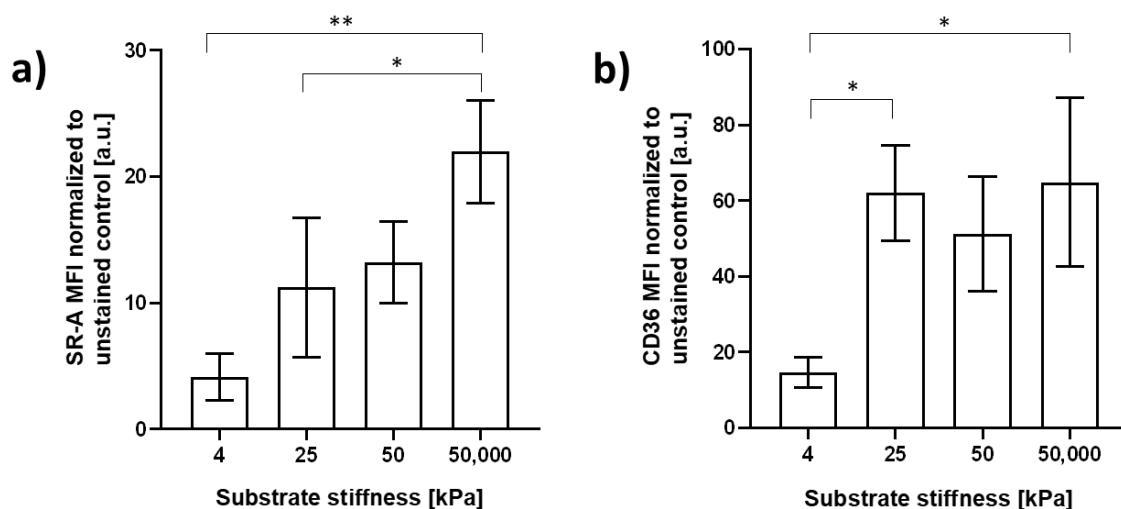 a)
**
*
SR-A MFI normalized to
unstained control [a.u.]
30
20
10
0
4 25 50 50,000
Substrate stiffness [kPa]
b)
*
*
CD36 MFI normalized to
unstained control [a.u.]
100
80
60
40
20
0
4 25 50 50,000
Substrate stiffness [kPa]